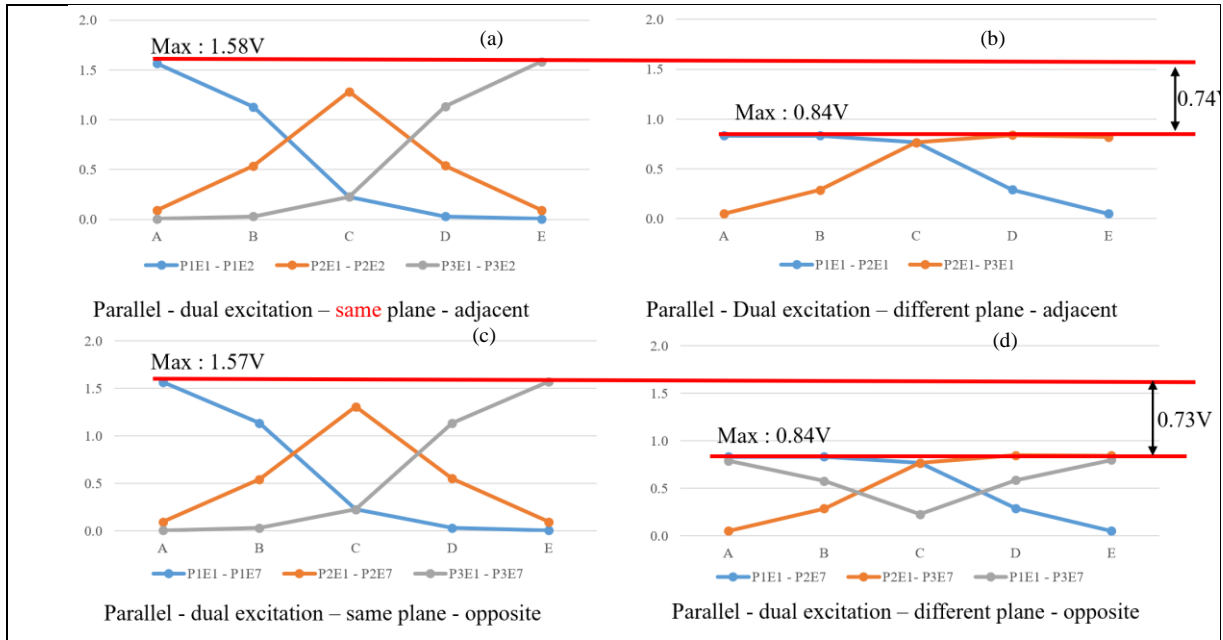 (a)
Max : 1.58V
2.0
1.5
1.0
0.5
0.0
A B C D E
P1E1 - P1E2 P2E1 - P2E2 P3E1 - P3E2
Parallel - dual excitation – same plane - adjacent
(b)
Max : 0.84V
0.74V
2.0
1.5
1.0
0.5
0.0
A B C D E
P1E1 - P2E1 P2E1- P3E1
Parallel - Dual excitation – different plane - adjacent
(c)
Max : 1.57V
2.0
1.5
1.0
0.5
0.0
A B C D E
P1E1 - P1E7 P2E1 - P2E7 P3E1 - P3E7
Parallel - dual excitation – same plane - opposite
(d)
Max : 0.84V
0.73V
2.0
1.5
1.0
0.5
0.0
A B C D E
P1E1 - P2E7 P2E1- P3E7 P1E1 - P3E7
Parallel - dual excitation – different plane - opposite